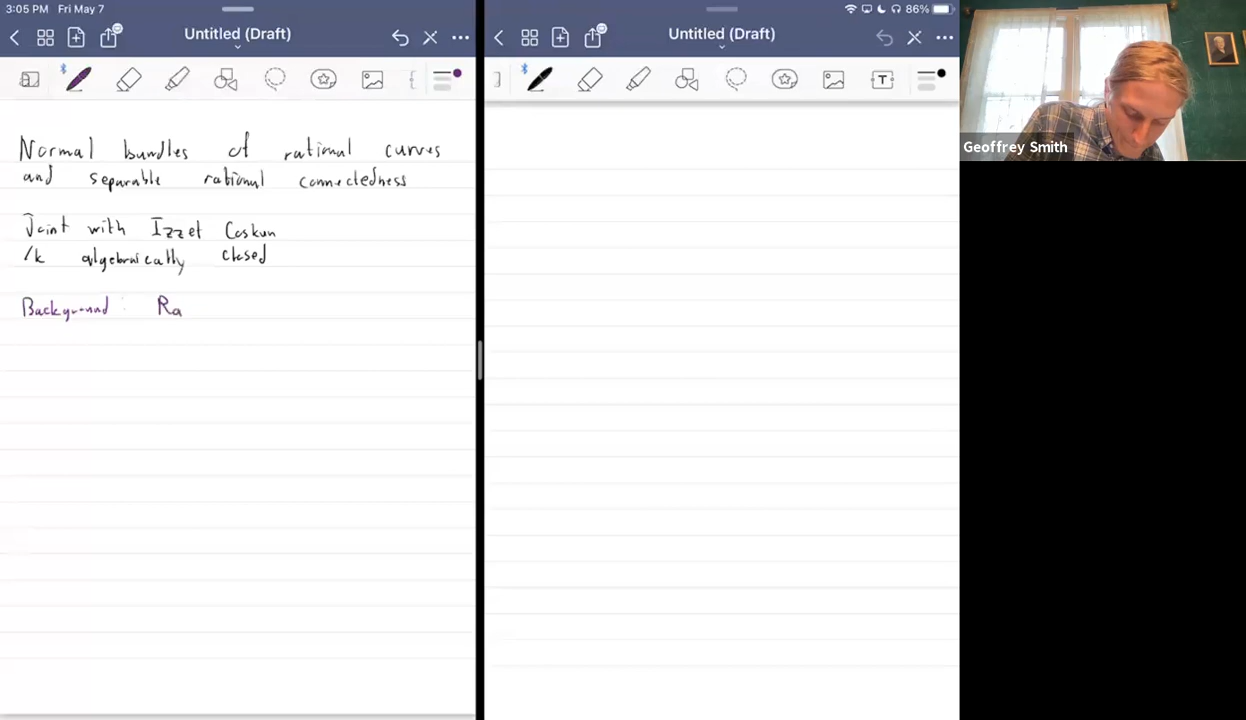 3:05 PM Fri May 7
86%
Untitled (Draft)
Untitled (Draft)
T
Normal bundles of rational curves
and separable rational connectedness
Joint with Izzet Coskun
/k algebraically closed
Background: Ra
Geoffrey Smith